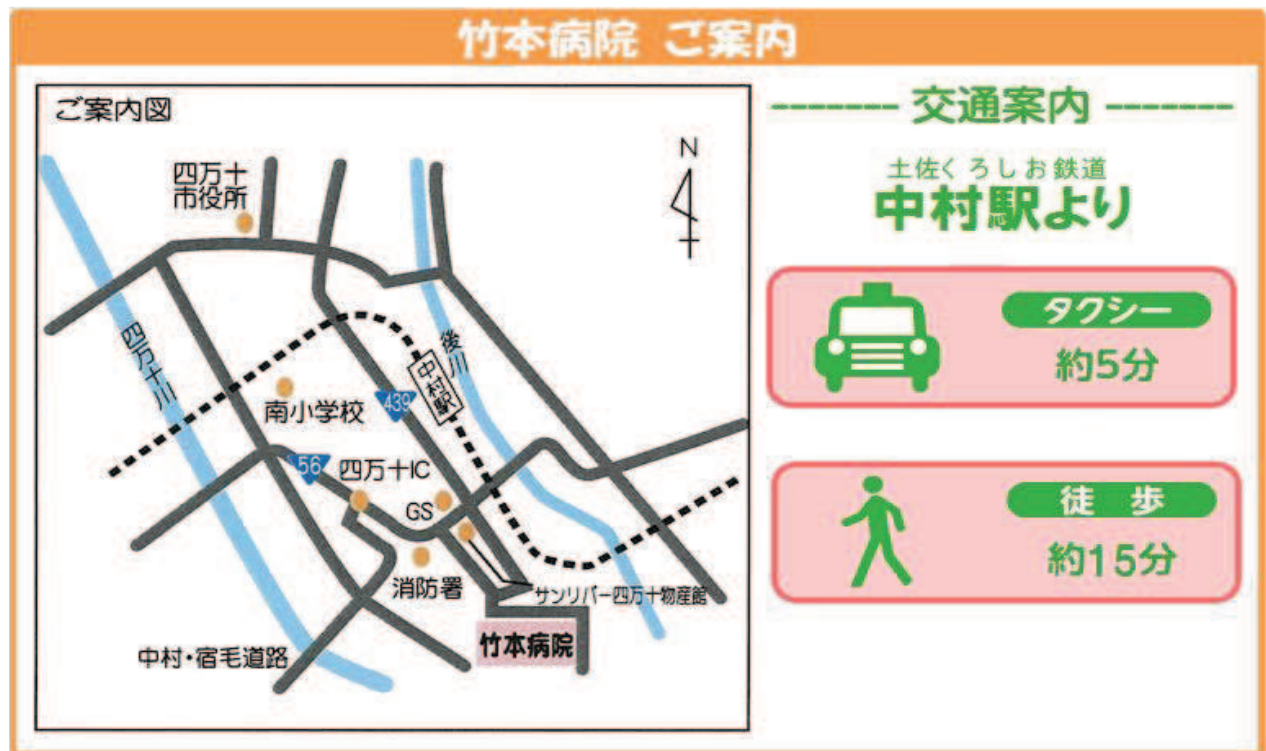 竹本病院 ご案内
ご案内図
N
四万十
市役所
四万十川
後川
中村駅
439
南小学校
56
四万十IC
GS
消防署
サンリバー四万十物産館
竹本病院
中村・宿毛道路
交通案内
土佐くろしお鉄道
中村駅より
タクシー
約5分
徒歩
約15分